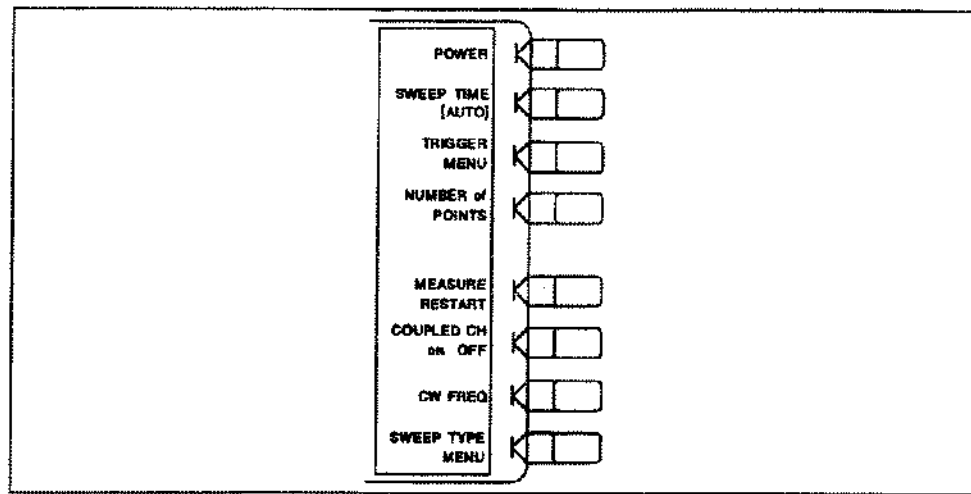 POWER
SWEEP TIME
[AUTO]
TRIGGER
MENU
NUMBER of
POINTS
MEASURE
RESTART
COUPLED CH
on OFF
CW FREQ
SWEEP TYPE
MENU